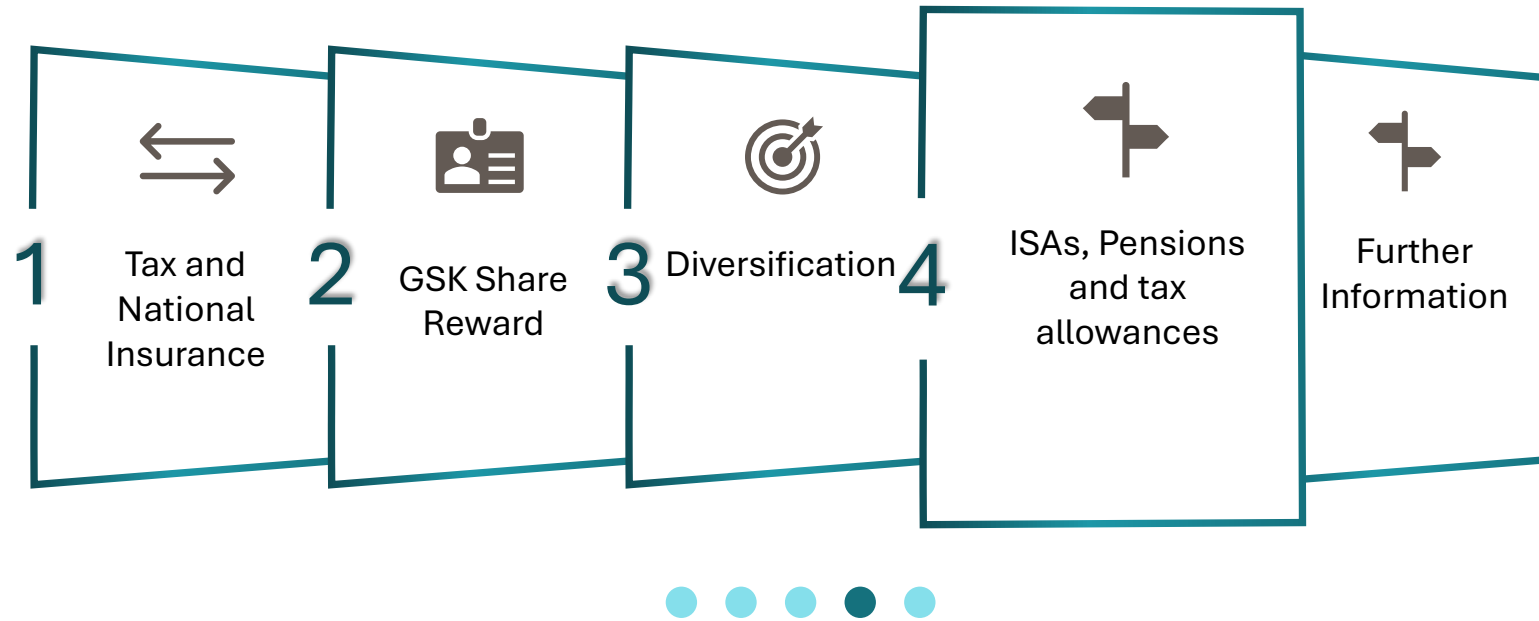 1
Tax and
National
Insurance
2
GSK Share
Reward
3
Diversification
4
ISAs, Pensions
and tax
allowances
Further
Information